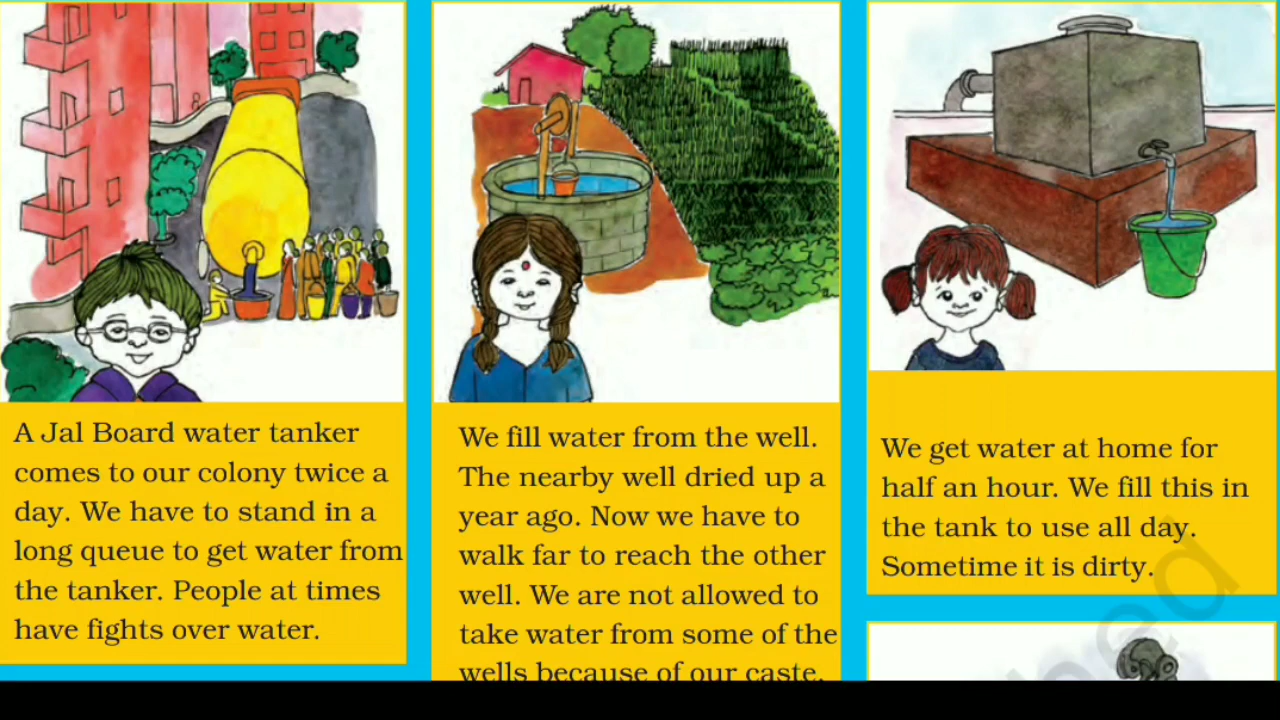 A Jal Board water tanker
comes to our colony twice a
day. We have to stand in a
long queue to get water from
the tanker. People at times
have fights over water.
We fill water from the well.
The nearby well dried up a
year ago. Now we have to
walk far to reach the other
well. We are not allowed to
take water from some of the
wells because of our caste.
We get water at home for
half an hour. We fill this in
the tank to use all day.
Sometime it is dirty.